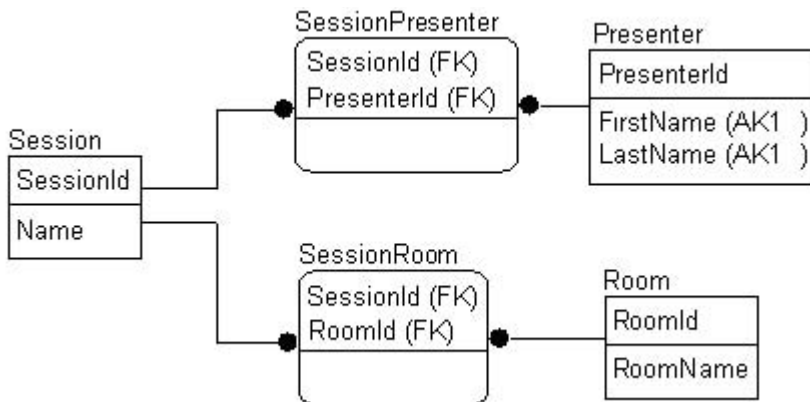 SessionPresenter
SessionId (FK)
PresenterId (FK)
Presenter
PresenterId
FirstName (AK1 )
LastName (AK1 )
Session
SessionId
Name
SessionRoom
SessionId (FK)
RoomId (FK)
Room
RoomId
RoomName